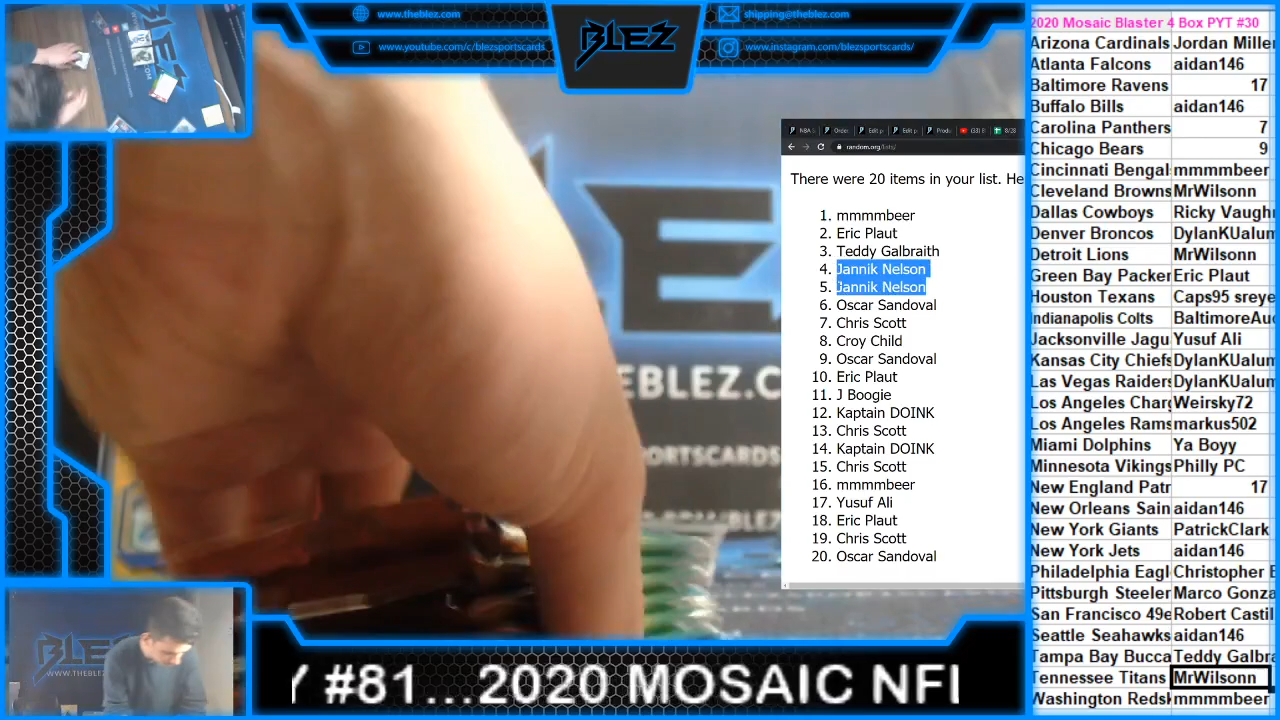 www.theblez.com
shipping@theblez.com
www.youtube.com/c/blezsportscards
www.instagram.com/blezsportscards/
BLEZ
random.org/lists/
There were 20 items in your list. He
1. mmmmbeer
2. Eric Plaut
3. Teddy Galbraith
4. Jannik Nelson
5. Jannik Nelson
6. Oscar Sandoval
7. Chris Scott
8. Croy Child
9. Oscar Sandoval
10. Eric Plaut
11. J Boogie
12. Kaptain DOINK
13. Chris Scott
14. Kaptain DOINK
15. Chris Scott
16. mmmmbeer
17. Yusuf Ali
18. Eric Plaut
19. Chris Scott
20. Oscar Sandoval
2020 Mosaic Blaster 4 Box PYT #30
Arizona Cardinals Jordan Miller
Atlanta Falcons aidan146
Baltimore Ravens 17
Buffalo Bills aidan146
Carolina Panthers 7
Chicago Bears 9
Cincinnati Bengal mmmmbeer
Cleveland Browns MrWilsonn
Dallas Cowboys Ricky Vaughn
Denver Broncos DylanKUalum
Detroit Lions MrWilsonn
Green Bay Packer Eric Plaut
Houston Texans Caps95 sreye
Indianapolis Colts BaltimoreAuc
Jacksonville Jagu Yusuf Ali
Kansas City Chiefs DylanKUalum
Las Vegas Raiders DylanKUalum
Los Angeles Charg Weirsky72
Los Angeles Rams markus502
Miami Dolphins Ya Boyy
Minnesota Vikings Philly PC
New England Patr 17
New Orleans Sain aidan146
New York Giants PatrickClark
New York Jets aidan146
Philadelphia Eagl Christopher E
Pittsburgh Steeler Marco Gonza
San Francisco 49e Robert Castil
Seattle Seahawks aidan146
Tampa Bay Bucca Teddy Galbra
Tennessee Titans MrWilsonn
Washington Redsk mmmmbeer
EBLEZ.C
ORTSCARDS
BLEZ
Y #81...2020 MOSAIC NFL